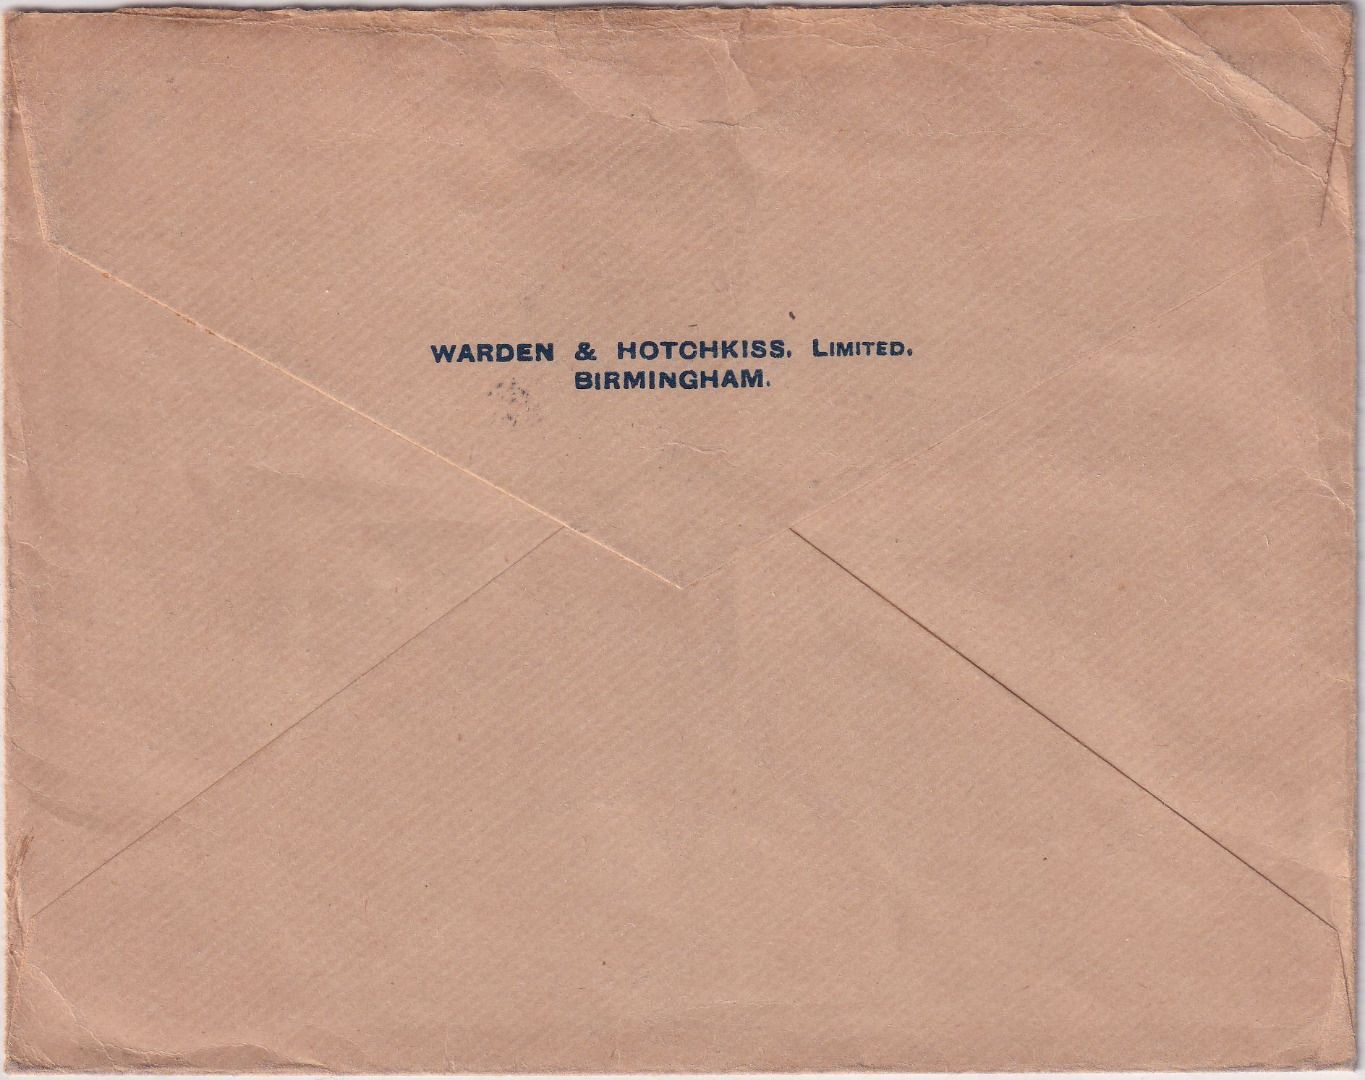 WARDEN & HOTCHKISS, LIMITED.
BIRMINGHAM.